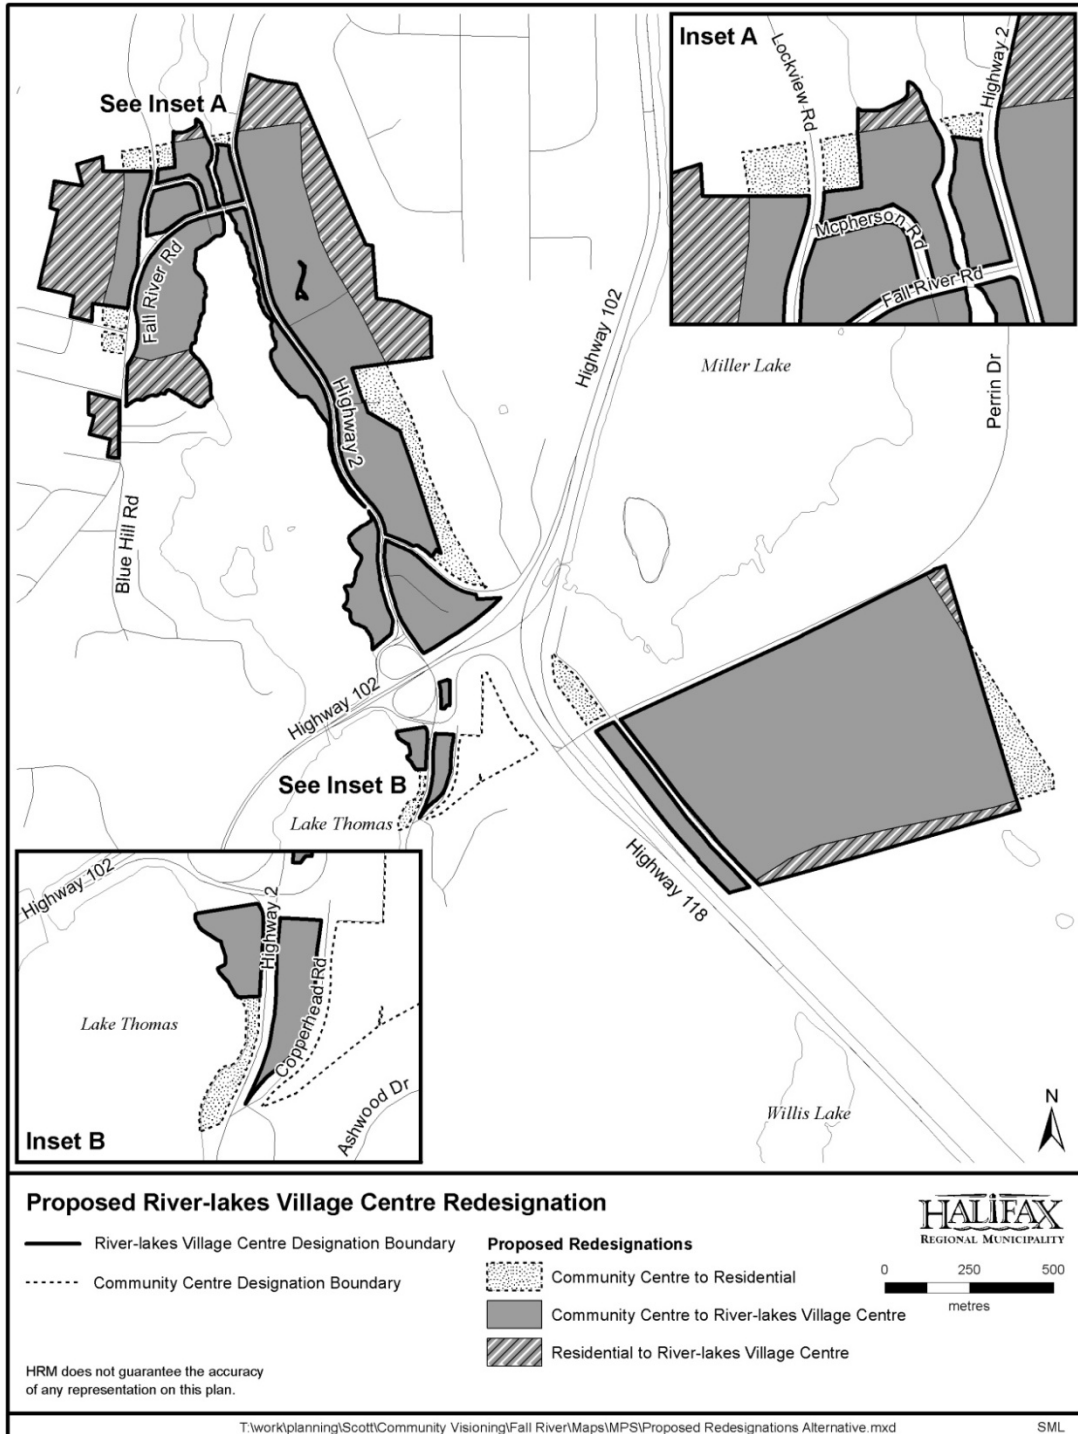 See Inset A
Inset A
Lockview Rd
Highway 2
Mcpherson Rd
Fall River Rd
Fall River Rd
Highway 2
Highway 102
Miller Lake
Perrin Dr
Blue Hill Rd
Highway 102
See Inset B
Lake Thomas
Highway 118
Highway 102
Highway 2
Copperhead Rd
Lake Thomas
Ashwood Dr
Inset B
Willis Lake
N
Proposed River-lakes Village Centre Redesignation
River-lakes Village Centre Designation Boundary
Community Centre Designation Boundary
HRM does not guarantee the accuracy
of any representation on this plan.
Proposed Redesignations
Community Centre to Residential
Community Centre to River-lakes Village Centre
Residential to River-lakes Village Centre
HALIFAX
REGIONAL MUNICIPALITY
0 250 500
metres
T:\work\planning\Scott\Community Visioning\Fall River\Maps\MPS\Proposed Redesignations Alternative.mxd
SML